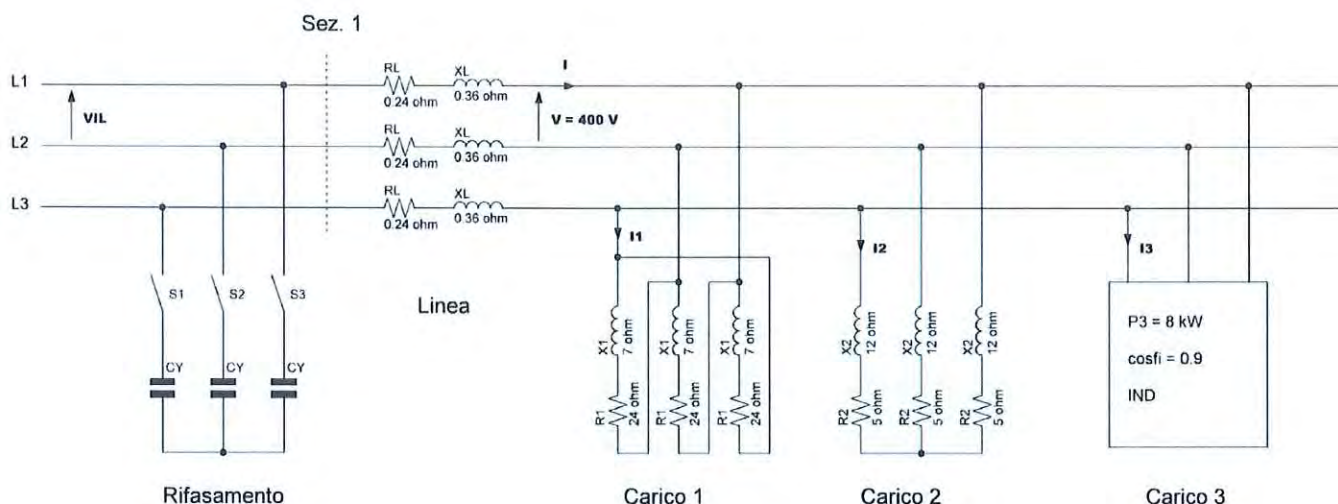 Sez. 1
L1
RL
0.24 ohm
XL
0.36 ohm
I
VIL
V = 400 V
L2
RL
0.24 ohm
XL
0.36 ohm
L3
RL
0.24 ohm
XL
0.36 ohm
I1
I2
I3
S1
S2
S3
Linea
X1
7 ohm
X1
7 ohm
X1
7 ohm
X2
12 ohm
X2
12 ohm
X2
12 ohm
P3 = 8 kW
cosfi = 0.9
IND
CY
CY
CY
R1
24 ohm
R1
24 ohm
R1
24 ohm
R2
5 ohm
R2
5 ohm
R2
5 ohm
Rifasamento
Carico 1
Carico 2
Carico 3